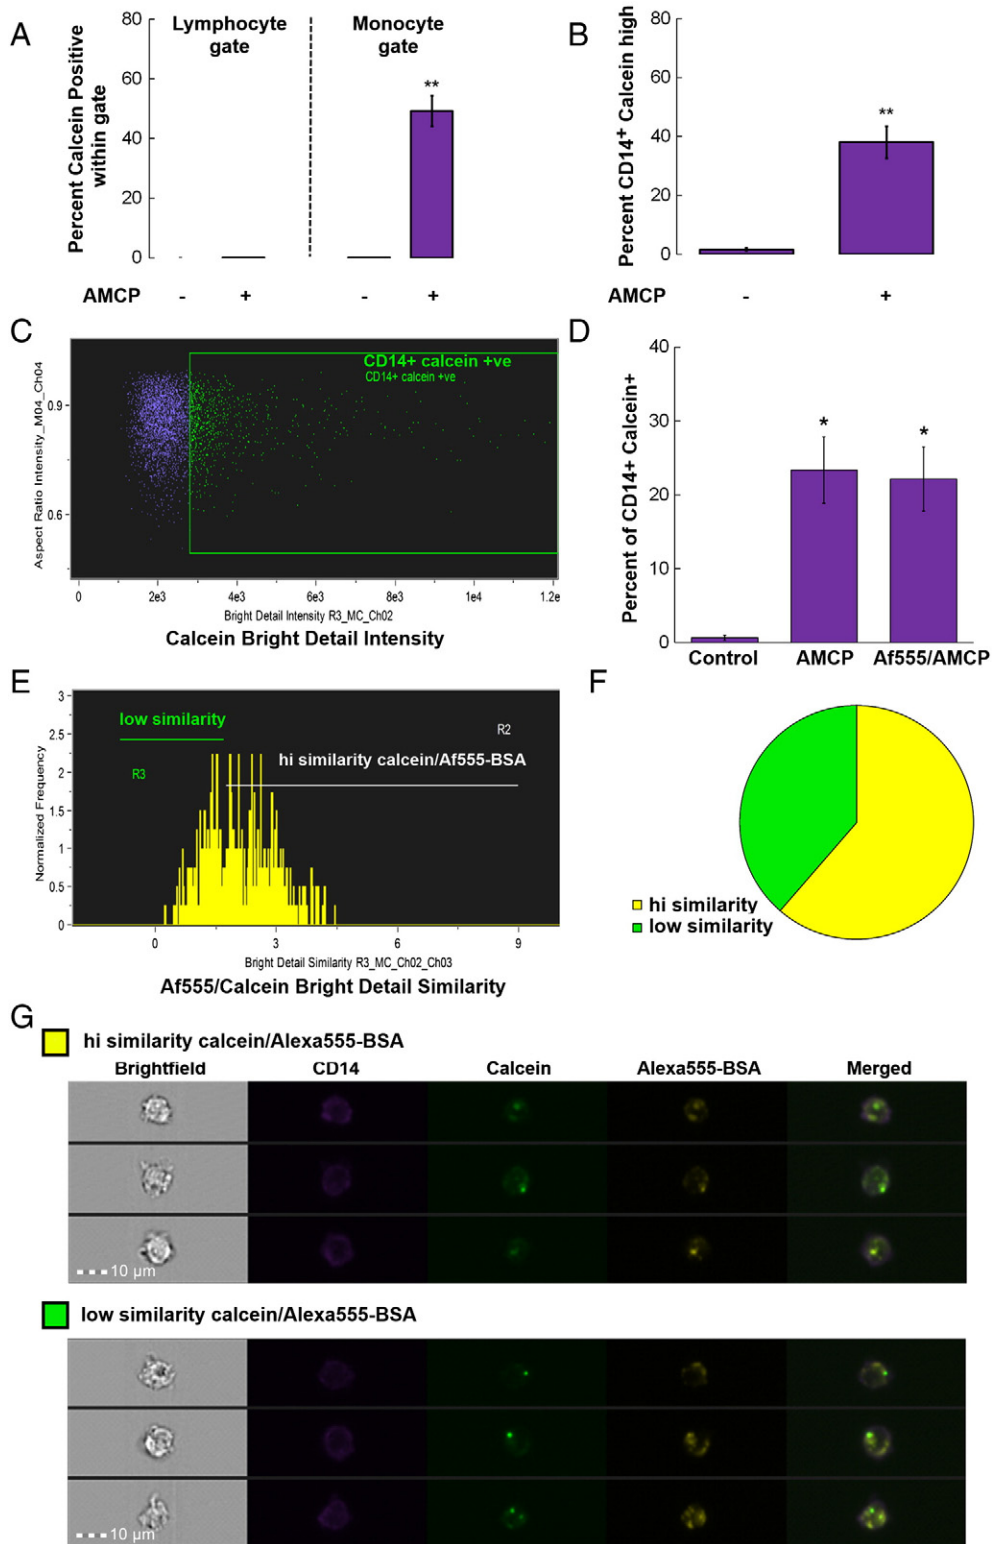 A
Percent Calcein Positive
within gate
80
60
40
20
0
Lymphocyte
gate
Monocyte
gate
**
AMCP
-
+
-
+
B
Percent CD14+ Calcein high
80
60
40
20
0
**
-
+
C
Aspect Ratio Intensity_M04_Ch04
0.9
0.6
CD14+ calcein +ve
CD14+ calcein +ve
0
2e3
4e3
6e3
8e3
1e4
1.2e
Bright Detail Intensity R3_MC_Ch02
Calcein Bright Detail Intensity
D
Percent of CD14+ Calcein+
40
30
20
10
0
*
*
Control
AMCP
Af555/AMCP
E
Normalized Frequency
3
2.5
2
1.5
1
0.5
0
low similarity
R3
R2
hi similarity calcein/Af555-BSA
0
3
6
9
Bright Detail Similarity R3_MC_Ch02_Ch03
Af555/Calcein Bright Detail Similarity
F
hi similarity
low similarity
G
hi similarity calcein/Alexa555-BSA
Brightfield
CD14
Calcein
Alexa555-BSA
Merged
10 µm
low similarity calcein/Alexa555-BSA
10 µm